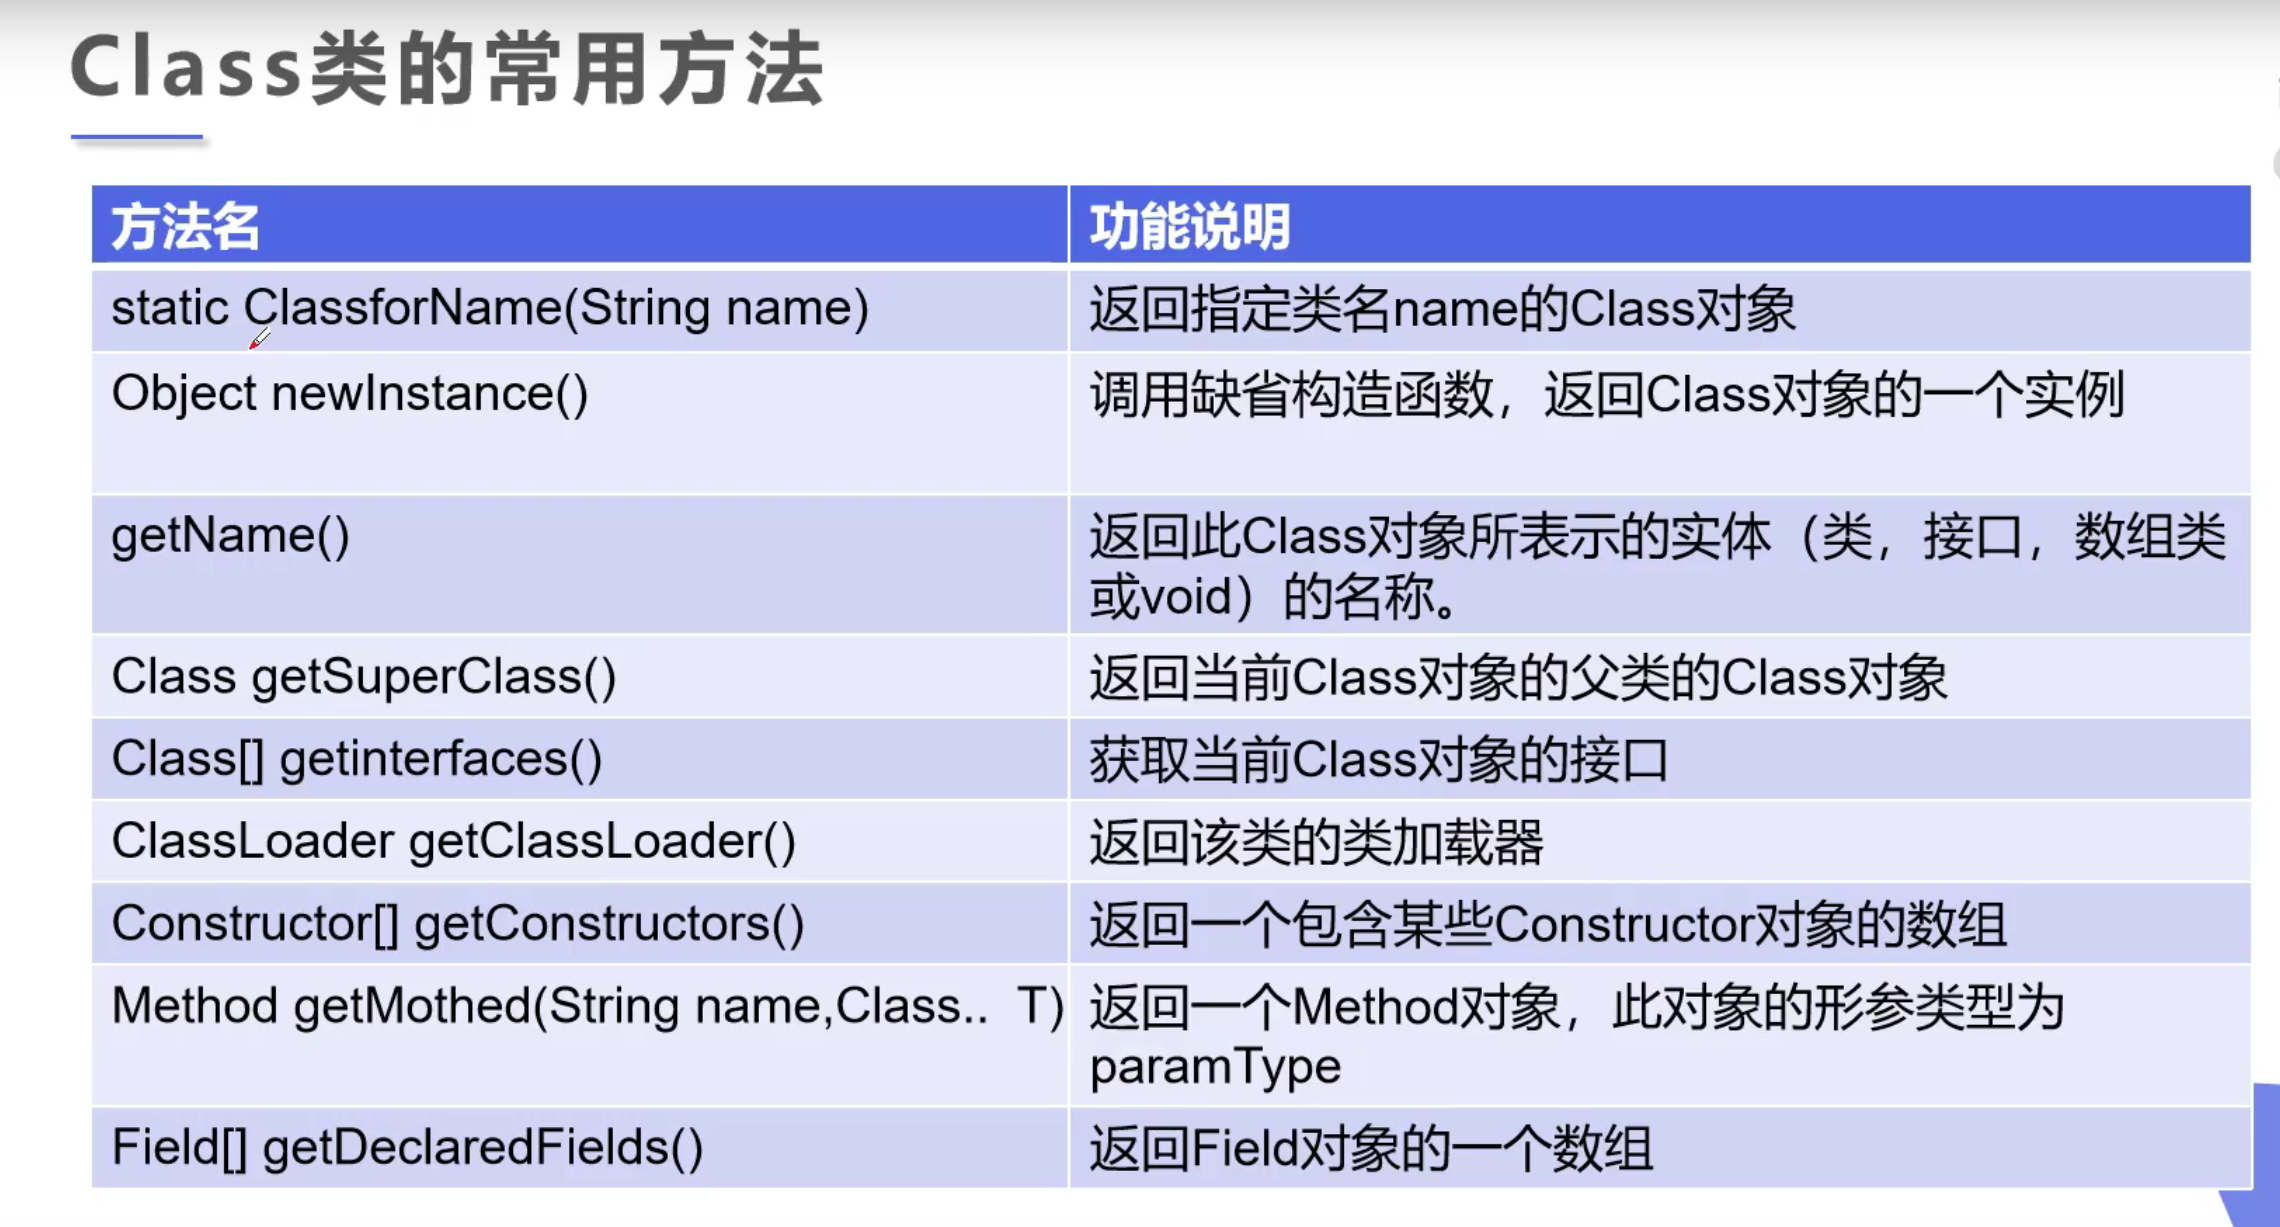 Class类的常用方法
方法名
功能说明
static ClassforName(String name)
返回指定类名name的Class对象
Object newInstance()
调用缺省构造函数，返回Class对象的一个实例
getName()
返回此Class对象所表示的实体（类，接口，数组类
或void）的名称。
Class getSuperClass()
返回当前Class对象的父类的Class对象
Class[] getinterfaces()
获取当前Class对象的接口
ClassLoader getClassLoader()
返回该类的类加载器
Constructor[] getConstructors()
返回一个包含某些Constructor对象的数组
Method getMothed(String name,Class.. T)
返回一个Method对象，此对象的形参类型为
paramType
Field[] getDeclaredFields()
返回Field对象的一个数组